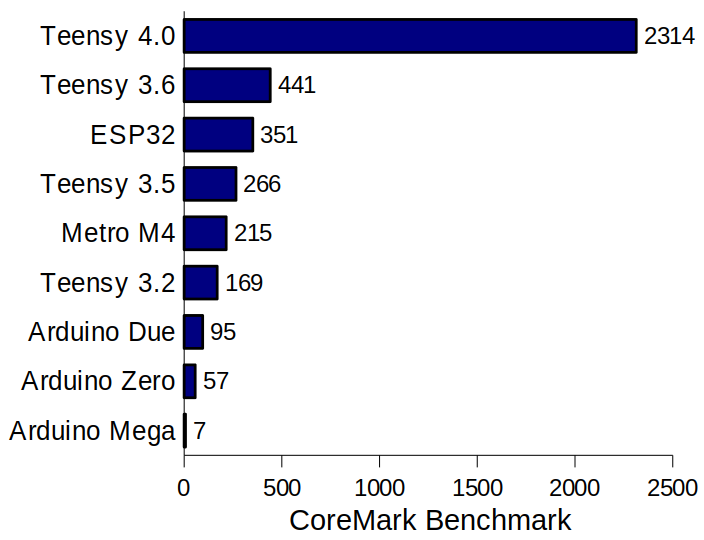 Teensy 4.0 2314
Teensy 3.6 441
ESP32 351
Teensy 3.5 266
Metro M4 215
Teensy 3.2 169
Arduino Due 95
Arduino Zero 57
Arduino Mega 7
0 500 1000 1500 2000 2500
CoreMark Benchmark